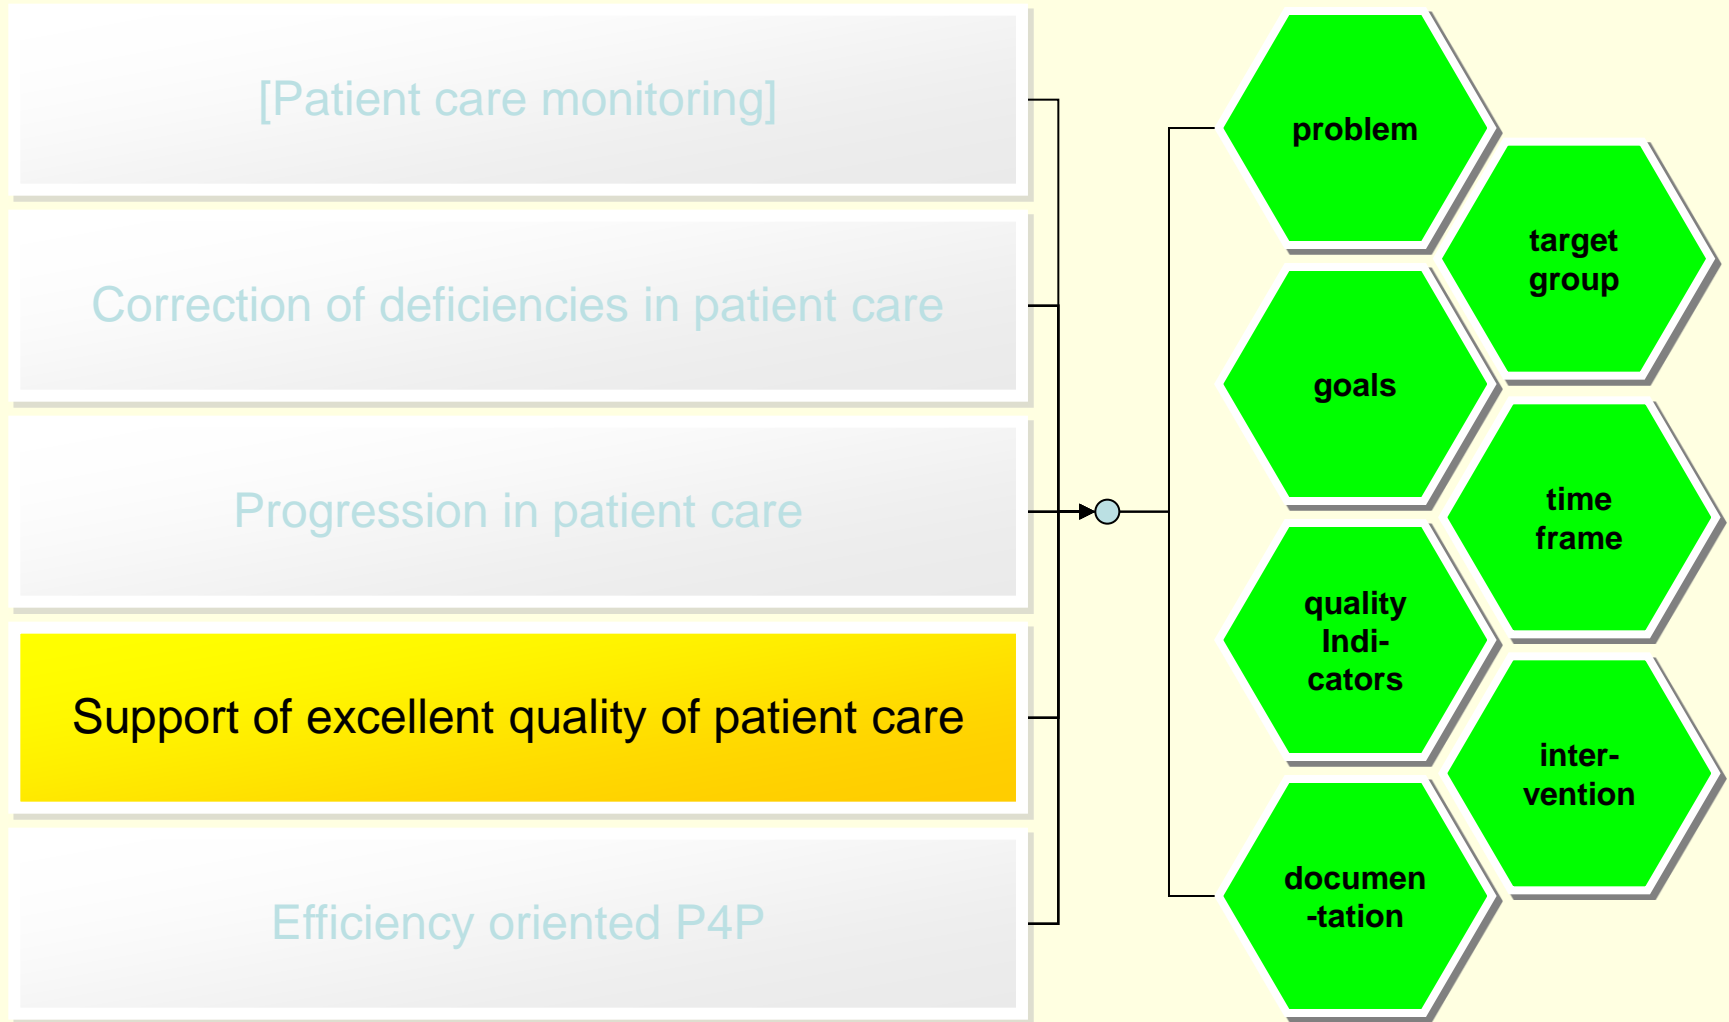 [Patient care monitoring]
Correction of deficiencies in patient care
Progression in patient care
Support of excellent quality of patient care
Efficiency oriented P4P
problem
target
group
goals
time
frame
quality
Indi-
cators
inter-
vention
documen
-tation